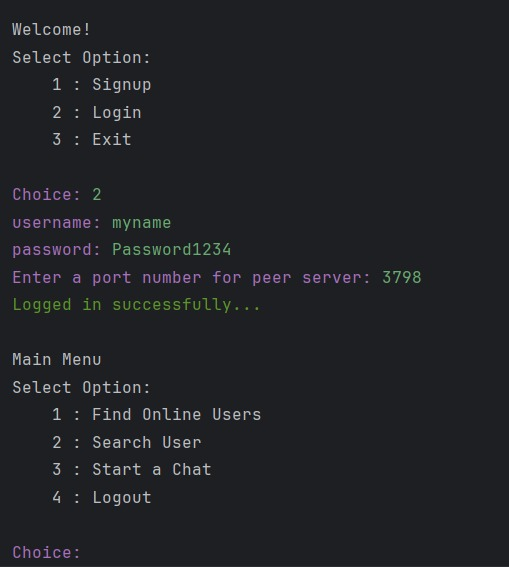 Welcome!
Select Option:
    1 : Signup
    2 : Login
    3 : Exit

Choice: 2
username: myname
password: Password1234
Enter a port number for peer server: 3798
Logged in successfully...

Main Menu
Select Option:
    1 : Find Online Users
    2 : Search User
    3 : Start a Chat
    4 : Logout

Choice: